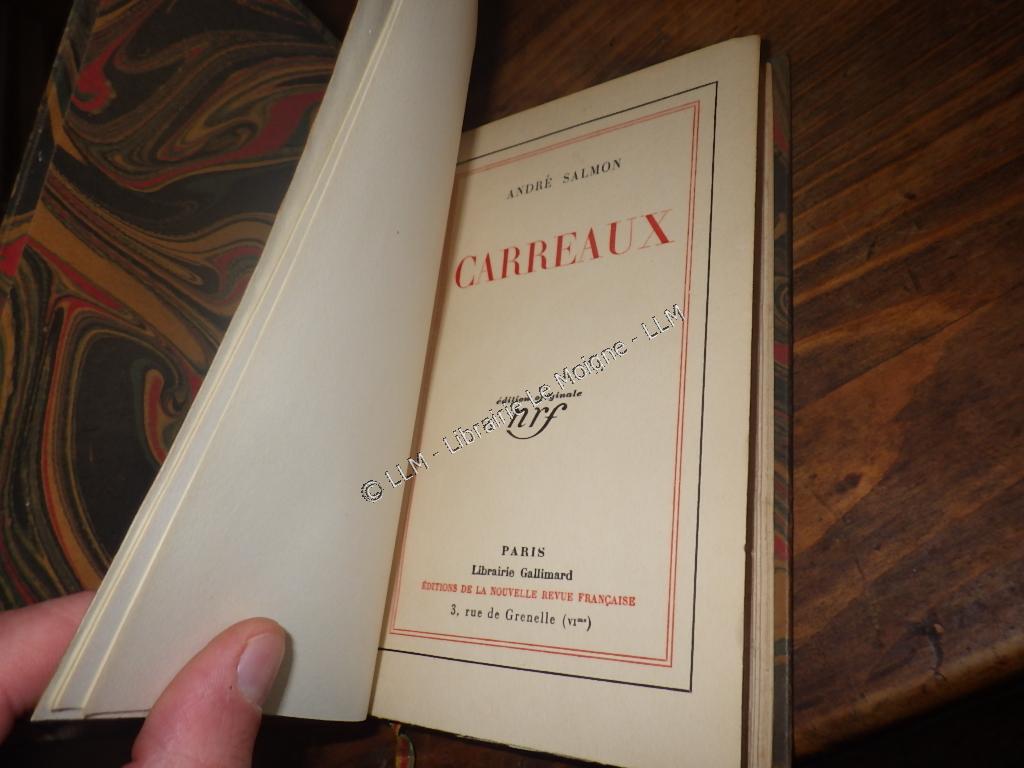 ANDRÉ SALMON
CARREAUX
édition originale
nrf
© LLM - Librairie Le Moigne - LLM
PARIS
Librairie Gallimard
ÉDITIONS DE LA NOUVELLE REVUE FRANÇAISE
3, rue de Grenelle (VIme)